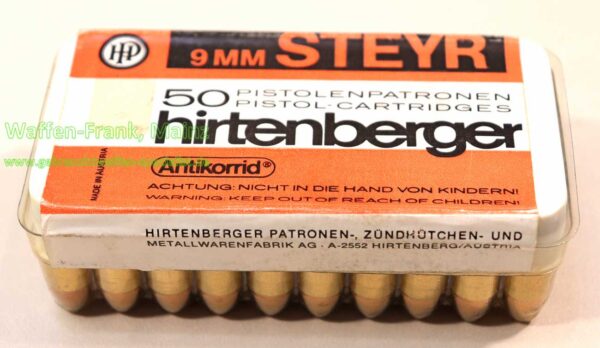 HP
9 MM STEYR
50 PISTOLENPATRONEN
PISTOL-CARTRIDGES
hirtenberger
Antikorrid®
MADE IN AUSTRIA
ACHTUNG: NICHT IN DIE HAND VON KINDERN!
WARNING: KEEP OUT OF REACH OF CHILDREN!
HIRTENBERGER PATRONEN-, ZÜNDHÜTCHEN- UND
METALLWARENFABRIK AG - A-2552 HIRTENBERG/AUSTRIA
Waffen-Frank, Mainz